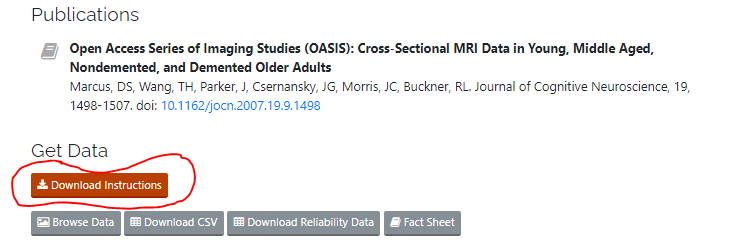 Publications
Open Access Series of Imaging Studies (OASIS): Cross-Sectional MRI Data in Young, Middle Aged,
Nondemented, and Demented Older Adults
Marcus, DS, Wang, TH, Parker, J, Csernansky, JG, Morris, JC, Buckner, RL. Journal of Cognitive Neuroscience, 19,
1498-1507. doi: 10.1162/jocn.2007.19.9.1498
Get Data
Download Instructions
Browse Data Download CSV Download Reliability Data Fact Sheet